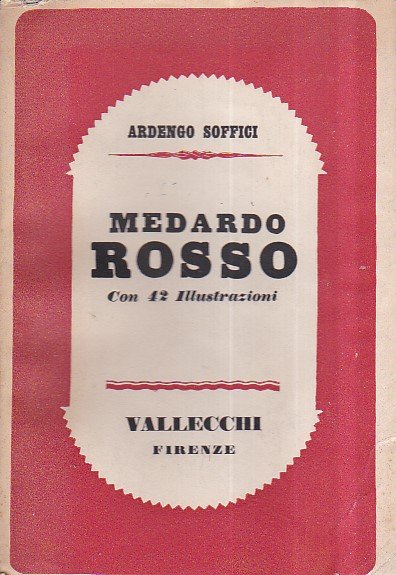 ARDENGO SOFFICI
MEDARDO
ROSSO
Con 42 Illustrazioni
VALLECCHI
FIRENZE